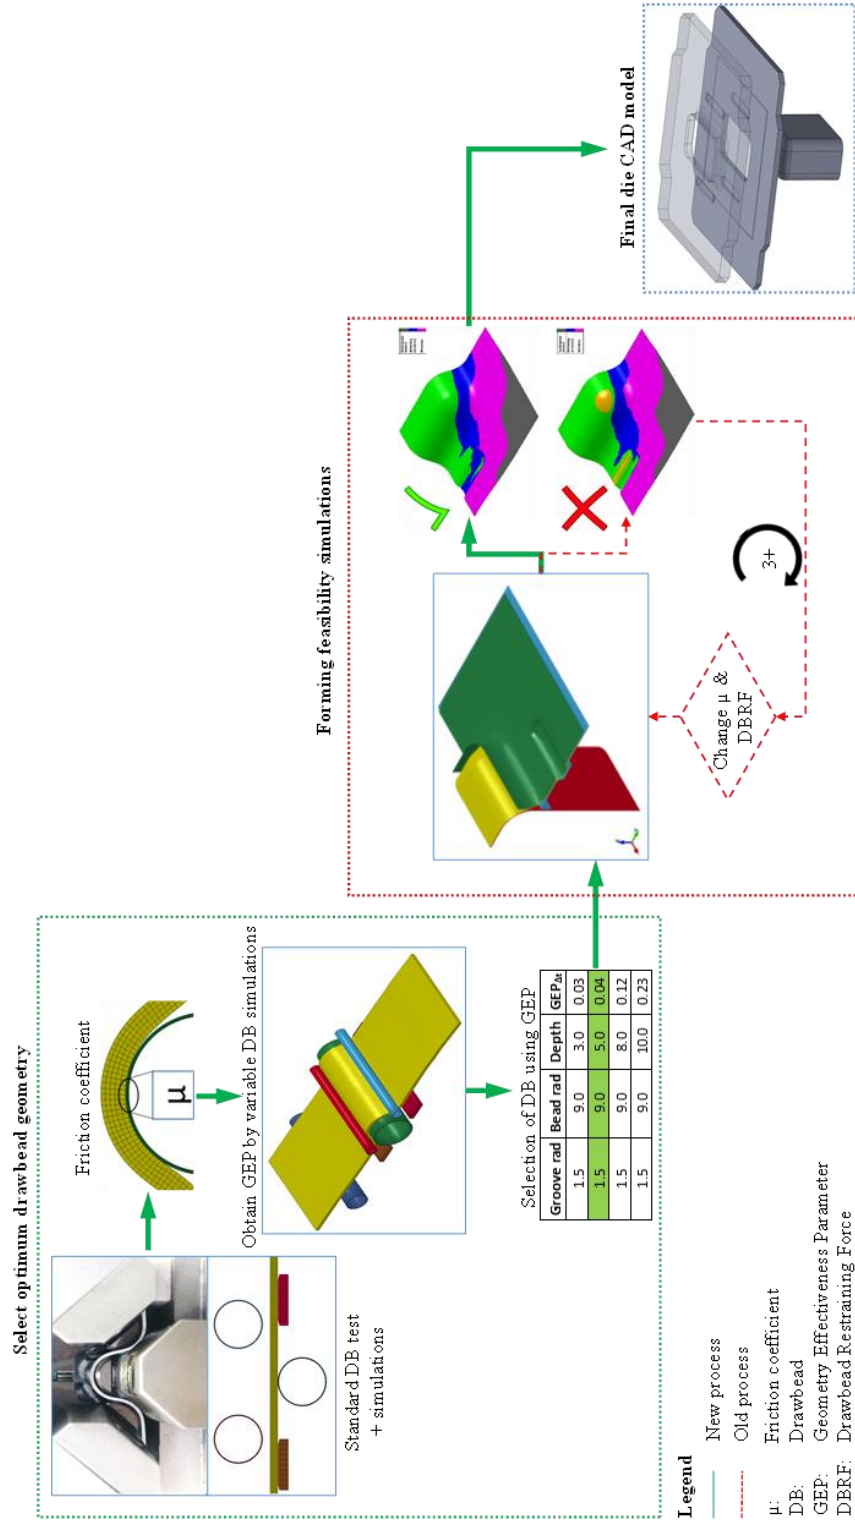 Select optimum drawbead geometry
Standard DB test
+ simulations
Friction coefficient
μ
Obtain GEP by variable DB simulations
Selection of DB using GEP
Groove rad Bead rad Depth GEPΔt
1.5 9.0 3.0 0.03
1.5 9.0 5.0 0.04
1.5 9.0 8.0 0.12
1.5 9.0 10.0 0.23
Forming feasibility simulations
Change μ &
DBRF
3+
Final die CAD model
Legend
New process
Old process
μ: Friction coefficient
DB: Drawbead
GEP: Geometry Effectiveness Parameter
DBRF: Drawbead Restraining Force